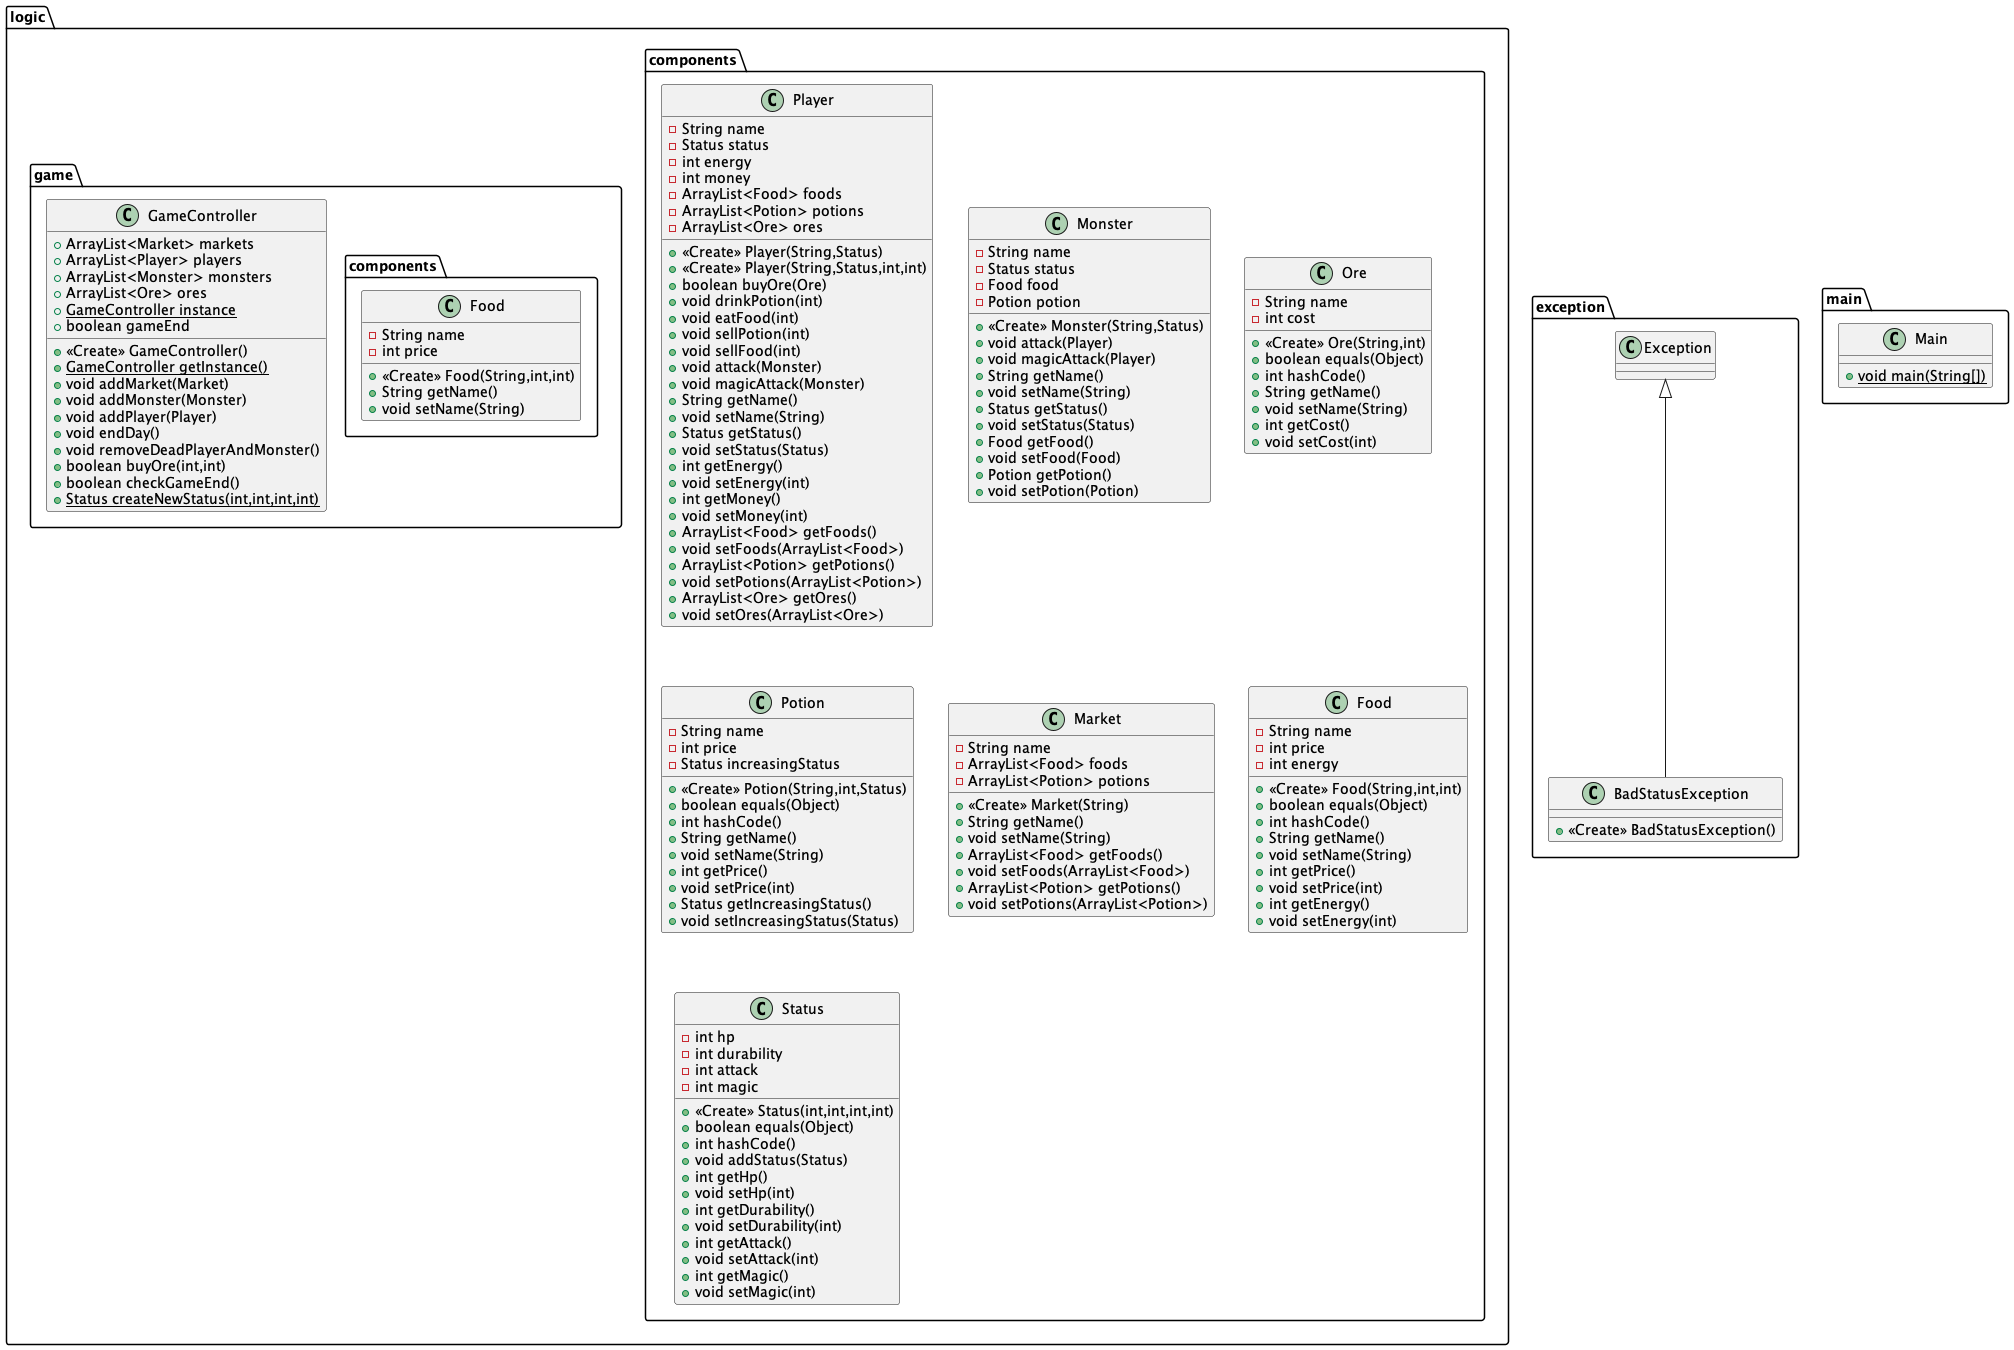 logic
game
GameController
ArrayList<Market> markets
ArrayList<Player> players
ArrayList<Monster> monsters
ArrayList<Ore> ores
GameController instance
boolean gameEnd
«Create» GameController()
GameController getInstance()
void addMarket(Market)
void addMonster(Monster)
void addPlayer(Player)
void endDay()
void removeDeadPlayerAndMonster()
boolean buyOre(int,int)
boolean checkGameEnd()
Status createNewStatus(int,int,int,int)
components
Food
String name
int price
«Create» Food(String,int,int)
String getName()
void setName(String)
components
Player
String name
Status status
int energy
int money
ArrayList<Food> foods
ArrayList<Potion> potions
ArrayList<Ore> ores
«Create» Player(String,Status)
«Create» Player(String,Status,int,int)
boolean buyOre(Ore)
void drinkPotion(int)
void eatFood(int)
void sellPotion(int)
void sellFood(int)
void attack(Monster)
void magicAttack(Monster)
String getName()
void setName(String)
Status getStatus()
void setStatus(Status)
int getEnergy()
void setEnergy(int)
int getMoney()
void setMoney(int)
ArrayList<Food> getFoods()
void setFoods(ArrayList<Food>)
ArrayList<Potion> getPotions()
void setPotions(ArrayList<Potion>)
ArrayList<Ore> getOres()
void setOres(ArrayList<Ore>)
Monster
String name
Status status
Food food
Potion potion
«Create» Monster(String,Status)
void attack(Player)
void magicAttack(Player)
String getName()
void setName(String)
Status getStatus()
void setStatus(Status)
Food getFood()
void setFood(Food)
Potion getPotion()
void setPotion(Potion)
Ore
String name
int cost
«Create» Ore(String,int)
boolean equals(Object)
int hashCode()
String getName()
void setName(String)
int getCost()
void setCost(int)
Potion
String name
int price
Status increasingStatus
«Create» Potion(String,int,Status)
boolean equals(Object)
int hashCode()
String getName()
void setName(String)
int getPrice()
void setPrice(int)
Status getIncreasingStatus()
void setIncreasingStatus(Status)
Market
String name
ArrayList<Food> foods
ArrayList<Potion> potions
«Create» Market(String)
String getName()
void setName(String)
ArrayList<Food> getFoods()
void setFoods(ArrayList<Food>)
ArrayList<Potion> getPotions()
void setPotions(ArrayList<Potion>)
Food
String name
int price
int energy
«Create» Food(String,int,int)
boolean equals(Object)
int hashCode()
String getName()
void setName(String)
int getPrice()
void setPrice(int)
int getEnergy()
void setEnergy(int)
Status
int hp
int durability
int attack
int magic
«Create» Status(int,int,int,int)
boolean equals(Object)
int hashCode()
void addStatus(Status)
int getHp()
void setHp(int)
int getDurability()
void setDurability(int)
int getAttack()
void setAttack(int)
int getMagic()
void setMagic(int)
exception
Exception
BadStatusException
«Create» BadStatusException()
main
Main
void main(String[])